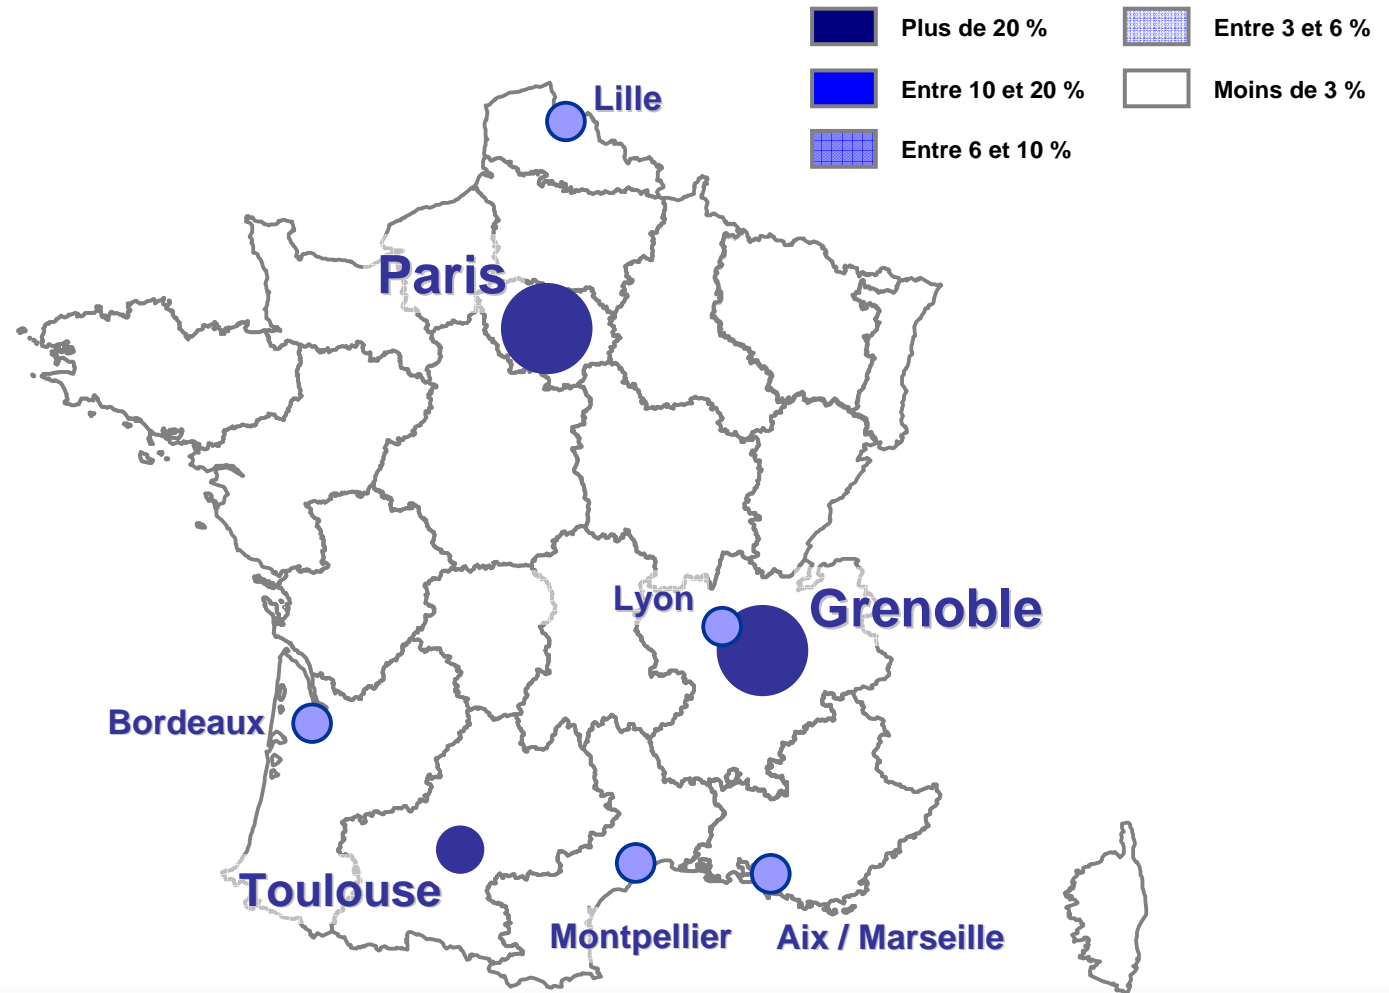 Plus de 20 %
Entre 3 et 6 %
Entre 10 et 20 %
Moins de 3 %
Entre 6 et 10 %
Lille
Paris
Lyon
Grenoble
Bordeaux
Toulouse
Montpellier
Aix / Marseille